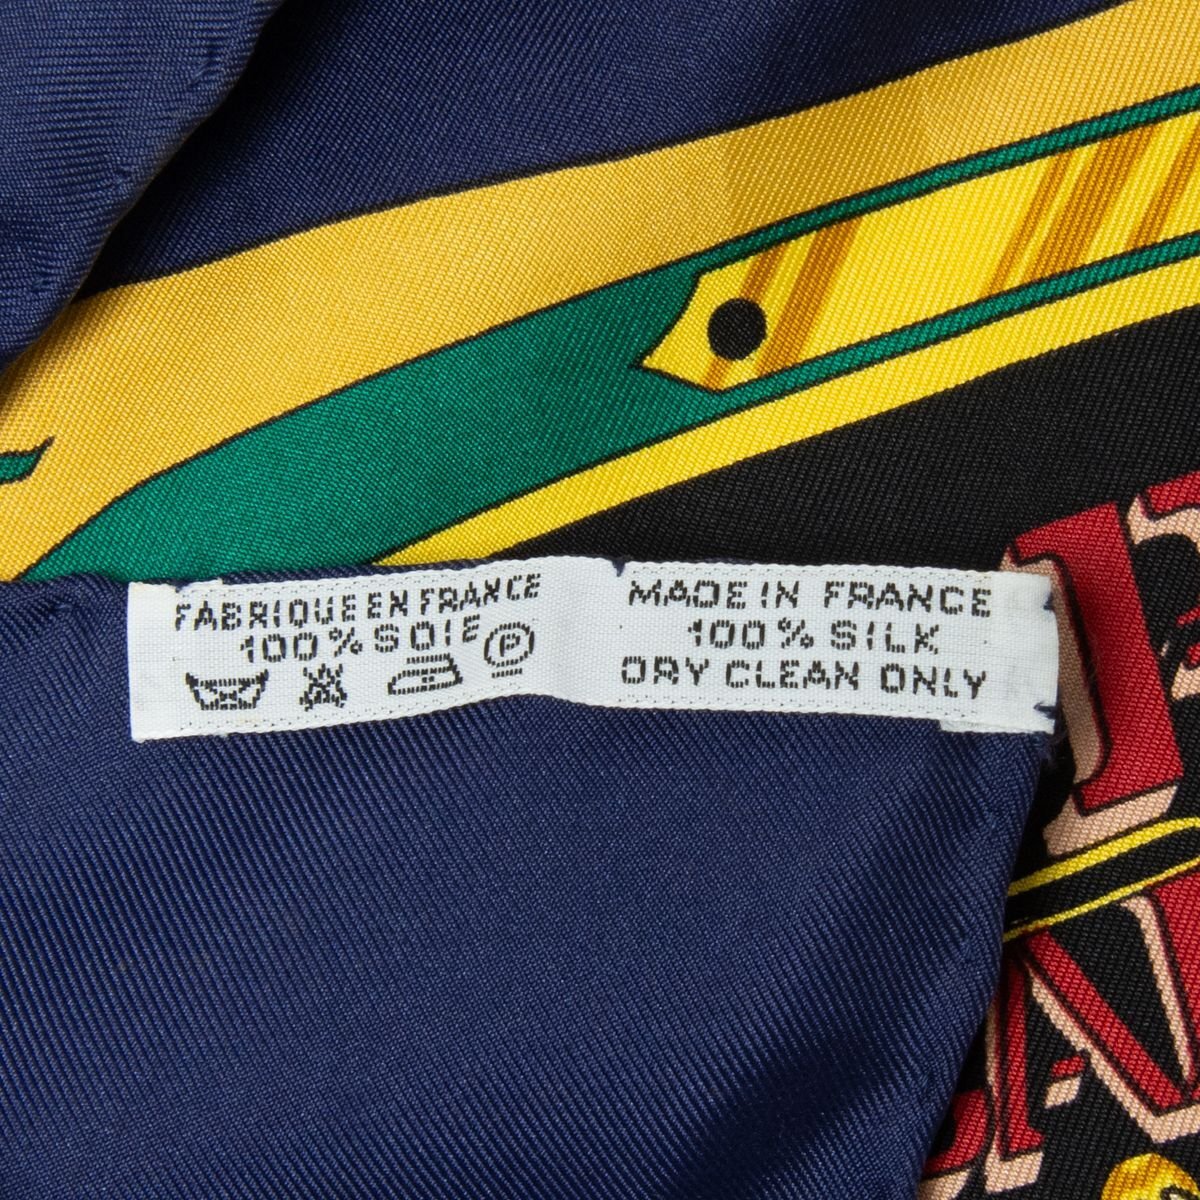 FABRIQUE EN FRANCE
100% SOIE
P
MADE IN FRANCE
100% SILK
DRY CLEAN ONLY